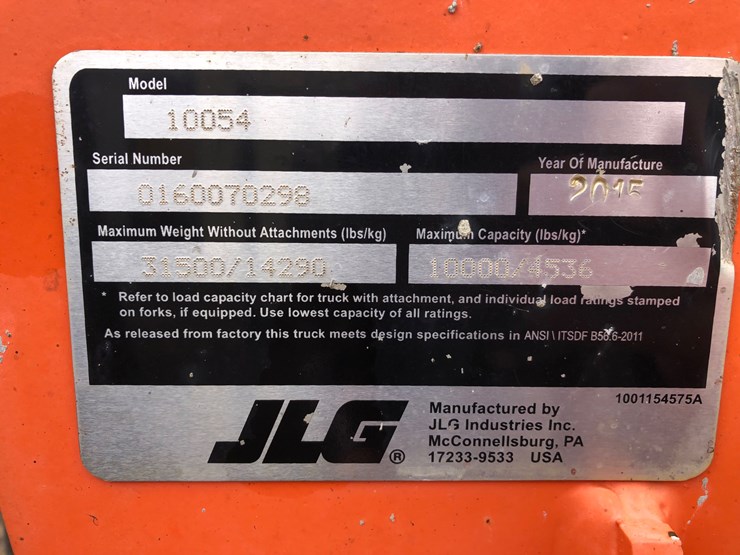 Model
10054
Serial Number
Year Of Manufacture
0160070298
2015
Maximum Weight Without Attachments (lbs/kg)
Maximum Capacity (lbs/kg)*
31500/14290
10000/4536
* Refer to load capacity chart for truck with attachment, and individual load ratings stamped
on forks, if equipped. Use lowest capacity of all ratings.
As released from factory this truck meets design specifications in ANSI\ITSDF B56.6-2011
1001154575A
JLG®
Manufactured by
JLG Industries Inc.
McConnellsburg, PA
17233-9533 USA